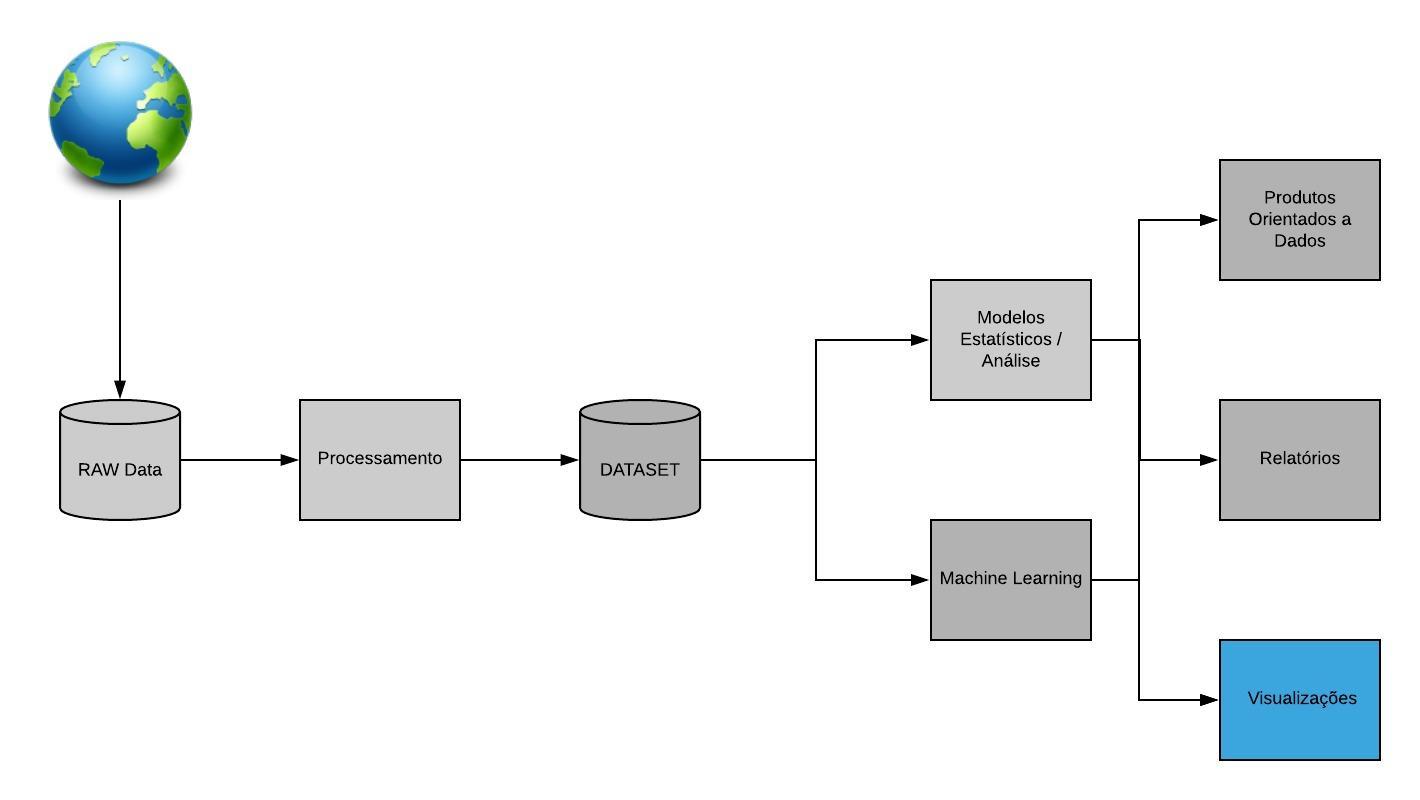 RAW Data
Processamento
DATASET
Modelos
Estatísticos /
Análise
Machine Learning
Produtos
Orientados a
Dados
Relatórios
Visualizações